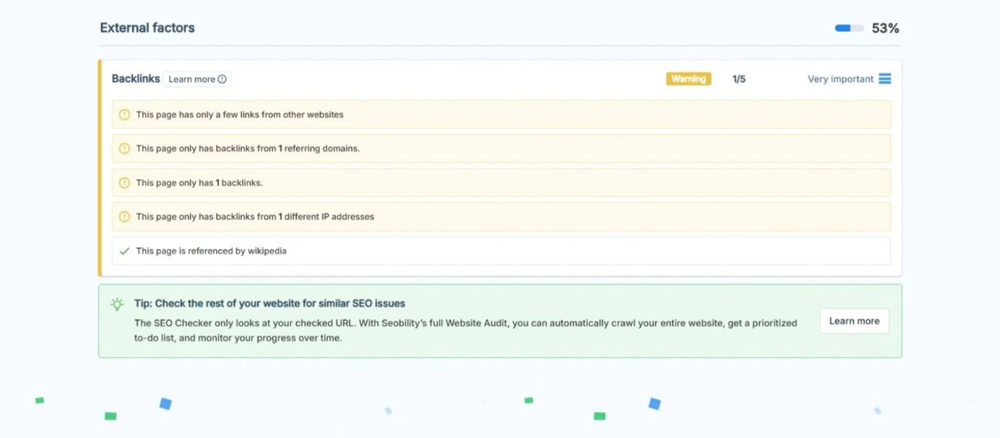 External factors
53%
Backlinks Learn more
Warning 1/5 Very important
This page has only a few links from other websites
This page only has backlinks from 1 referring domains.
This page only has 1 backlinks.
This page only has backlinks from 1 different IP addresses
This page is referenced by wikipedia
Tip: Check the rest of your website for similar SEO issues
The SEO Checker only looks at your checked URL. With Seobility's full Website Audit, you can automatically crawl your entire website, get a prioritized
to-do list, and monitor your progress over time.
Learn more